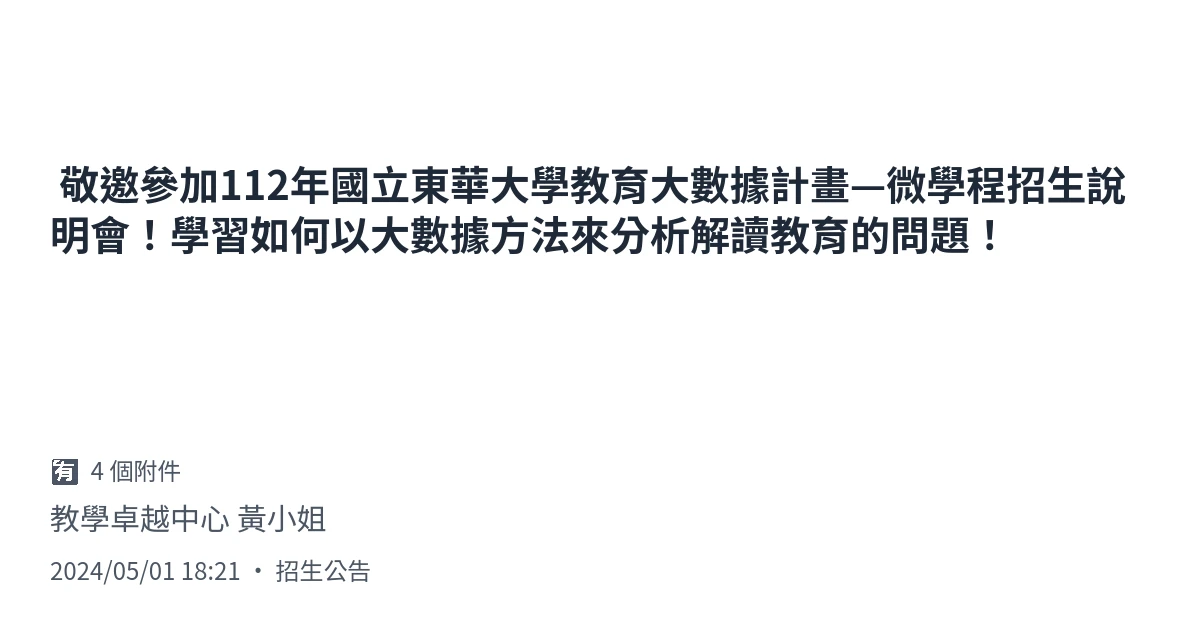 敬邀參加112年國立東華大學教育大數據計畫—微學程招生說
明會！學習如何以大數據方法來分析解讀教育的問題！
有 4 個附件
教學卓越中心 黃小姐
2024/05/01 18:21 • 招生公告